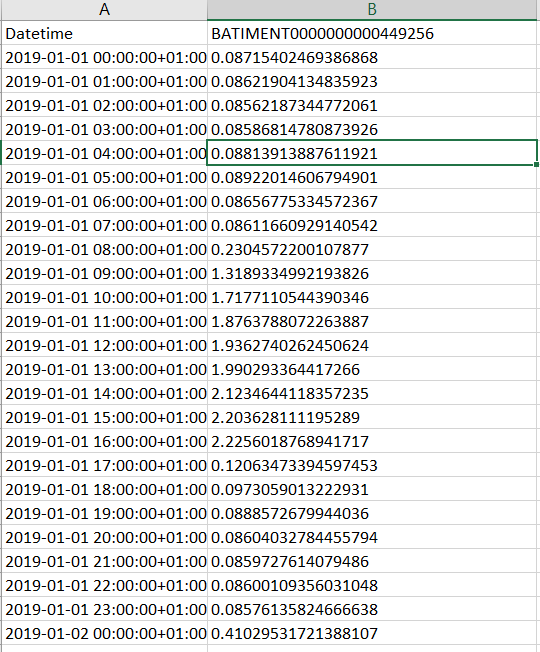 A B
Datetime BATIMENT0000000000449256
2019-01-01 00:00:00+01:00 0.08715402469386868
2019-01-01 01:00:00+01:00 0.08621904134835923
2019-01-01 02:00:00+01:00 0.08562187344772061
2019-01-01 03:00:00+01:00 0.08586814780873926
2019-01-01 04:00:00+01:00 0.08813913887611921
2019-01-01 05:00:00+01:00 0.08922014606794901
2019-01-01 06:00:00+01:00 0.08656775334572367
2019-01-01 07:00:00+01:00 0.08611660929140542
2019-01-01 08:00:00+01:00 0.2304572200107877
2019-01-01 09:00:00+01:00 1.3189334992193826
2019-01-01 10:00:00+01:00 1.7177110544390346
2019-01-01 11:00:00+01:00 1.8763788072263887
2019-01-01 12:00:00+01:00 1.9362740262450624
2019-01-01 13:00:00+01:00 1.990293364417266
2019-01-01 14:00:00+01:00 2.1234644118357235
2019-01-01 15:00:00+01:00 2.203628111195289
2019-01-01 16:00:00+01:00 2.2256018768941717
2019-01-01 17:00:00+01:00 0.12063473394597453
2019-01-01 18:00:00+01:00 0.0973059013222931
2019-01-01 19:00:00+01:00 0.0888572679944036
2019-01-01 20:00:00+01:00 0.08604032784455794
2019-01-01 21:00:00+01:00 0.0859727614079486
2019-01-01 22:00:00+01:00 0.08600109356031048
2019-01-01 23:00:00+01:00 0.08576135824666638
2019-01-02 00:00:00+01:00 0.41029531721388107